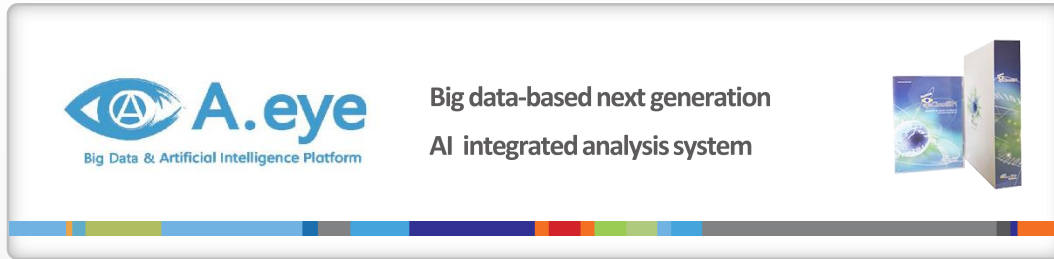 A.eye
Big Data & Artificial Intelligence Platform
Big data-based next generation
AI integrated analysis system